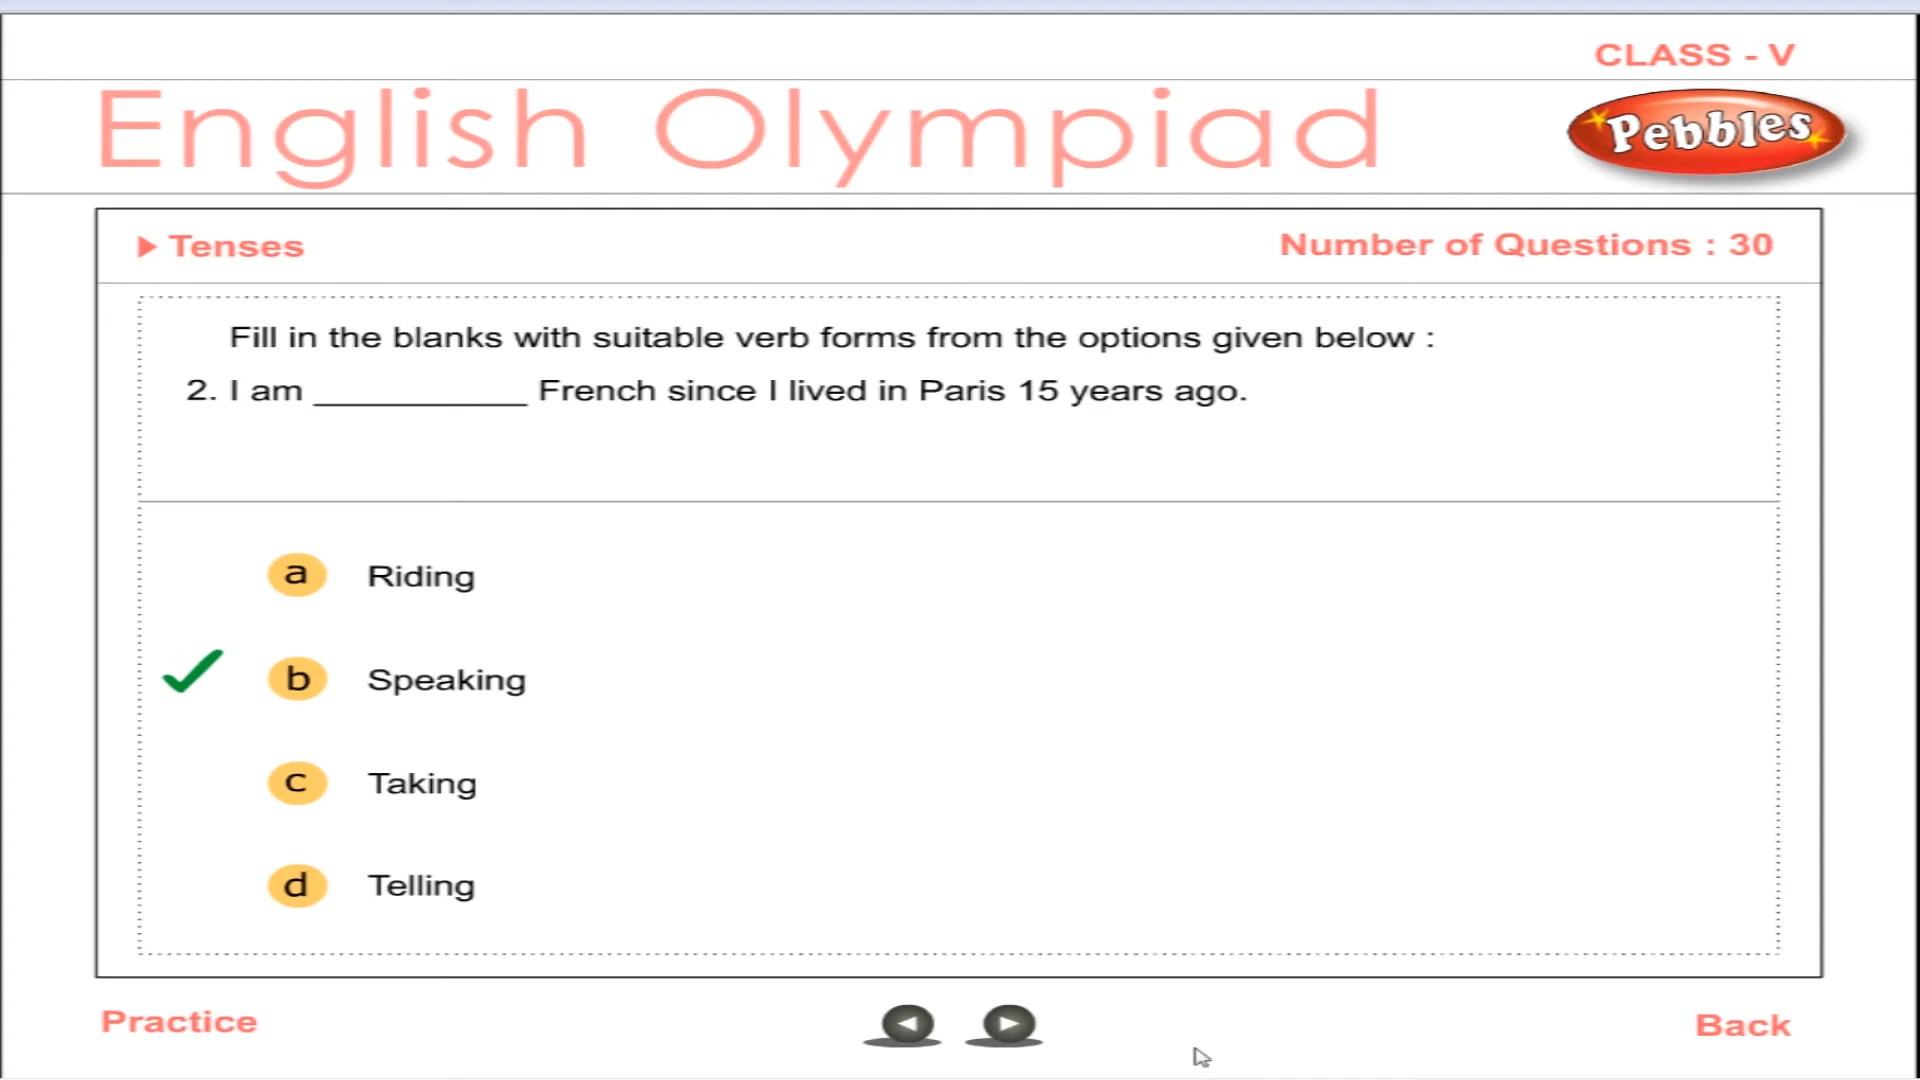 CLASS - V
English Olympiad
Pebbles
Tenses
Number of Questions : 30
Fill in the blanks with suitable verb forms from the options given below :
2. I am ____________ French since I lived in Paris 15 years ago.
a Riding
b Speaking
c Taking
d Telling
Practice
Back